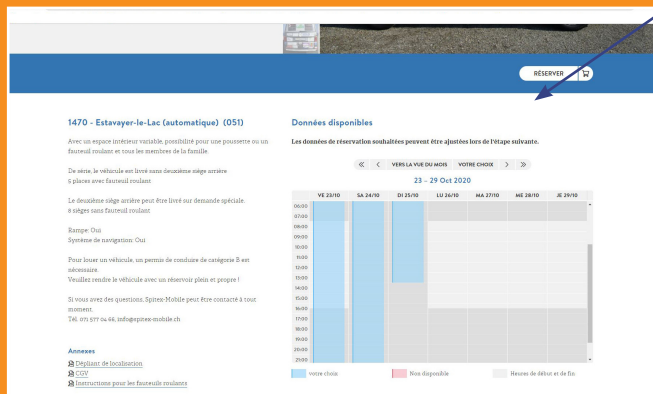 RÉSERVER
1470 - Estavayer-le-Lac (automatique) (051)
Avec un espace intérieur variable, possibilité pour une poussette ou un
fauteuil roulant et tous les membres de la famille.
De série, le véhicule est livré sans deuxième siège arrière
5 places avec fauteuil roulant
Le deuxième siège arrière peut être livré sur demande spéciale.
8 sièges sans fauteuil roulant
Rampe: Oui
Système de navigation: Oui
Pour louer un véhicule, un permis de conduire de catégorie B est
nécessaire.
Veuillez rendre le véhicule avec un réservoir plein et propre !
Si vous avez des questions, Spitex-Mobile peut être contacté à tout
moment.
Tél. 071 577 04 66, info@spitex-mobile.ch
Annexes
Dépliant de localisation
CGV
Instructions pour les fauteuils roulants
Données disponibles
Les données de réservation souhaitées peuvent être ajustées lors de l'étape suivante.
« < VERS LA VUE DU MOIS VOTRE CHOIX > »
23 – 29 Oct 2020
VE 23/10 SA 24/10 DI 25/10 LU 26/10 MA 27/10 ME 28/10 JE 29/10
06:00
07:00
08:00
09:00
10:00
11:00
12:00
13:00
14:00
15:00
16:00
17:00
18:00
19:00
20:00
21:00
votre choix Non disponible Heures de début et de fin